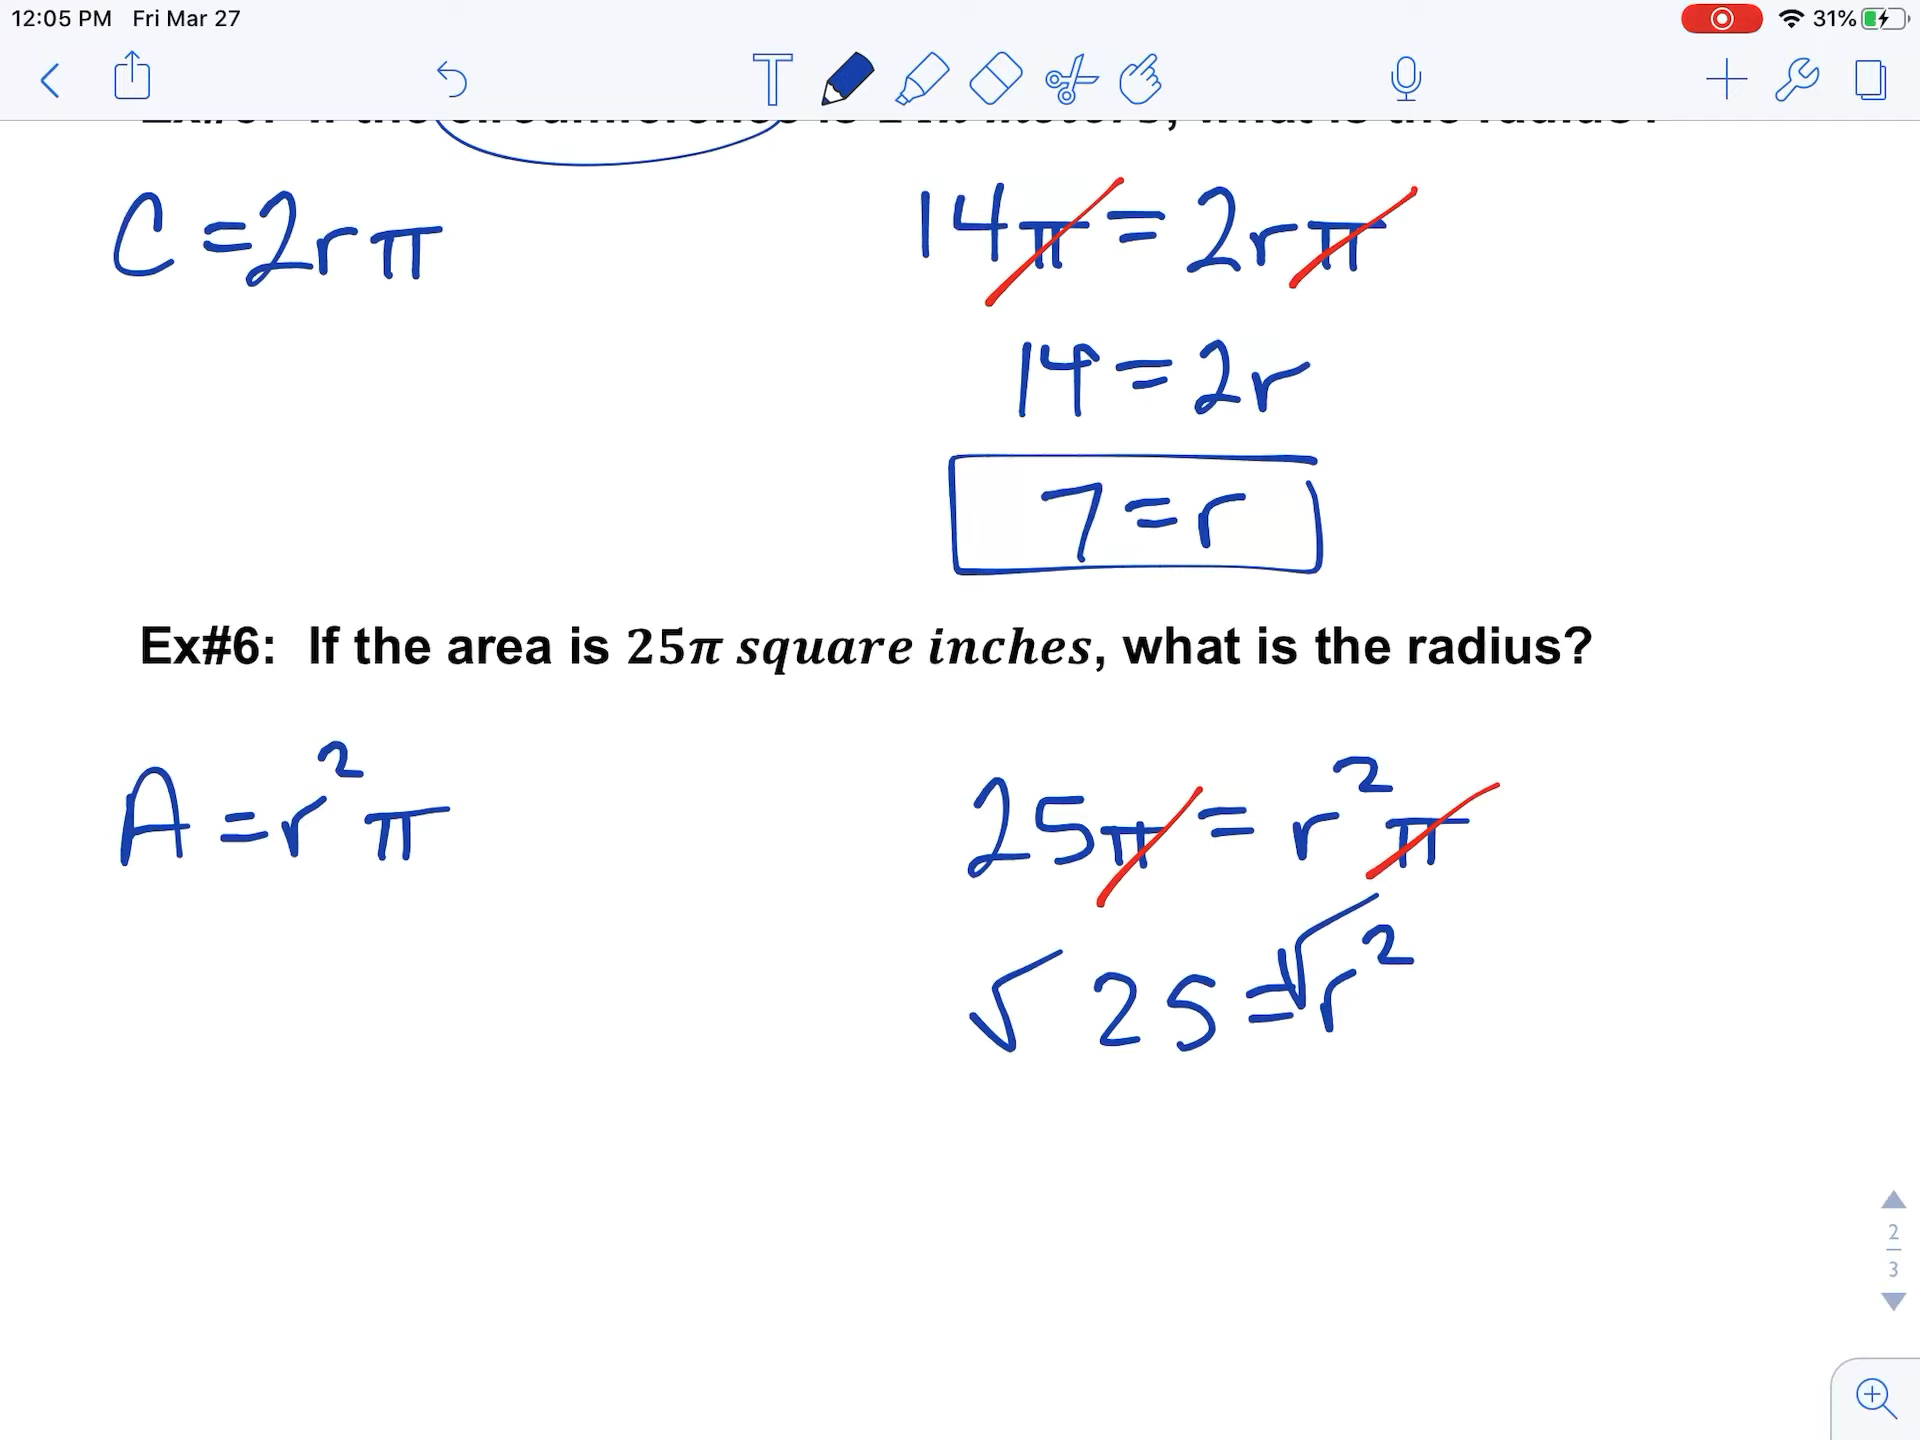 12:05 PM Fri Mar 27
31%
C = 2rπ
14π = 2rπ
14 = 2r
7 = r
Ex#6: If the area is 25π square inches, what is the radius?
A = r²π
25π = r²π
√25 = √r²
2
3